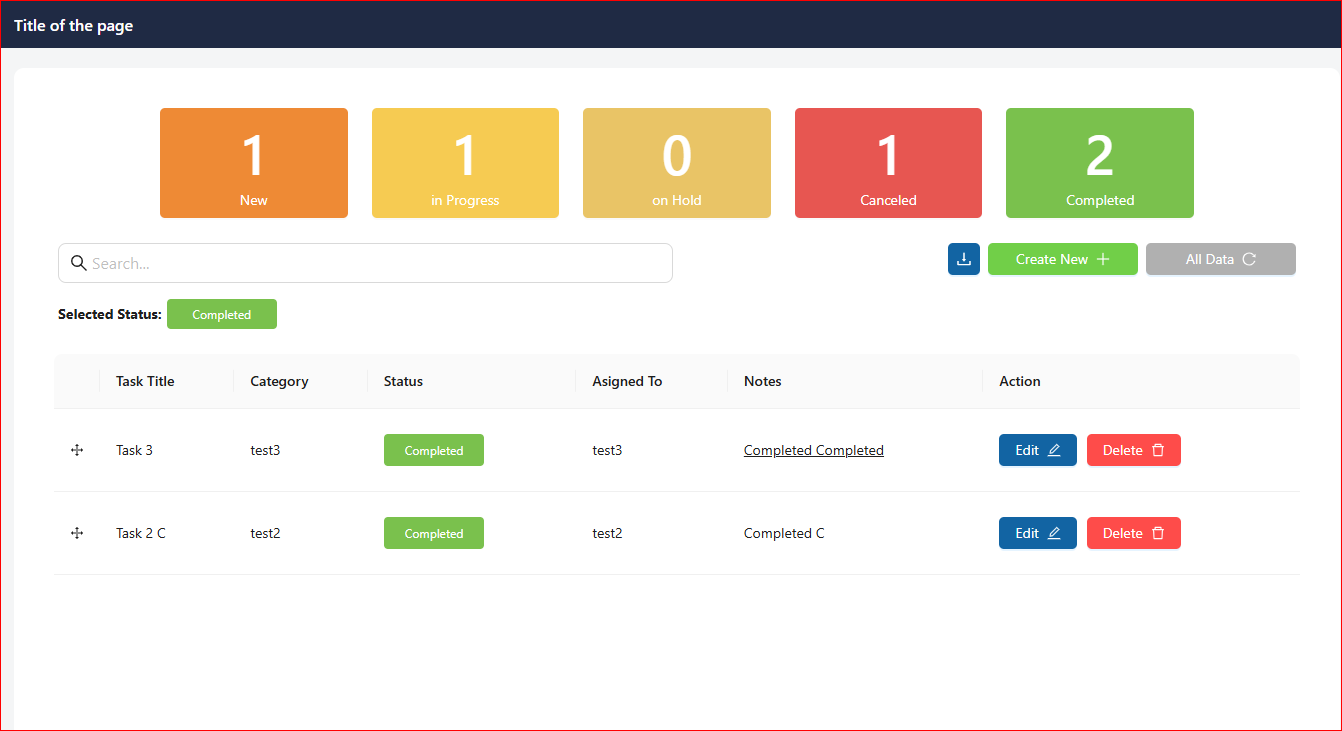 Title of the page
1 1 0 1 2
New in Progress on Hold Canceled Completed
Search...
Create New All Data
Selected Status: Completed
Task Title Category Status Asigned To Notes Action
Task 3 test3 Completed test3 Completed Completed Edit Delete
Task 2 C test2 Completed test2 Completed C Edit Delete